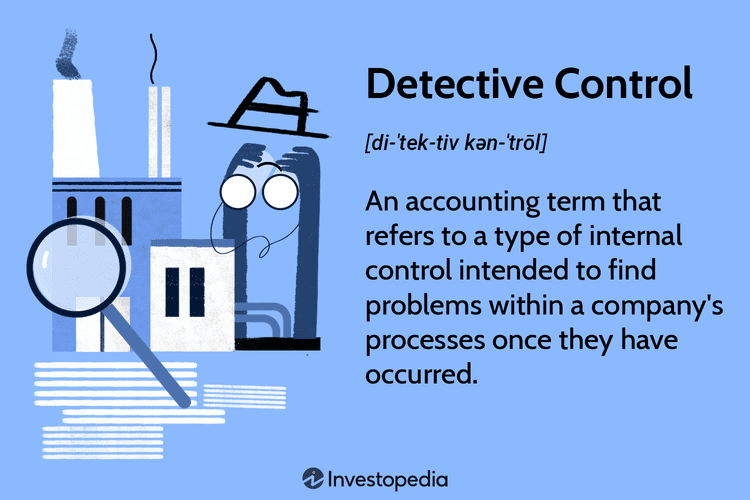 Detective Control
[di-ˈtek-tiv kən-ˈtrōl]
An accounting term that
refers to a type of internal
control intended to find
problems within a company's
processes once they have
occurred.
Investopedia